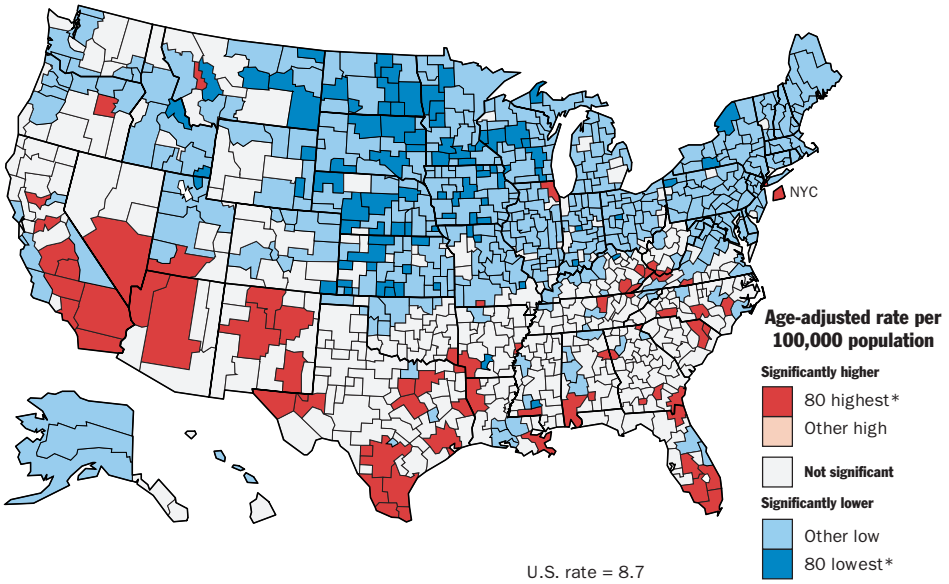 NYC
Age-adjusted rate per
100,000 population
Significantly higher
80 highest*
Other high
Not significant
Significantly lower
Other low
80 lowest*
U.S. rate = 8.7